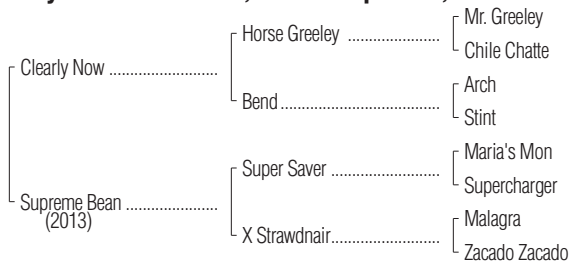 Mr. Greeley
Horse Greeley ..................
Chile Chatte
Clearly Now .......................
Arch
Bend..................................
Stint
Maria's Mon
Super Saver .......................
Supercharger
Supreme Bean ...................
(2013)
Malagra
X Strawdnair.......................
Zacado Zacado